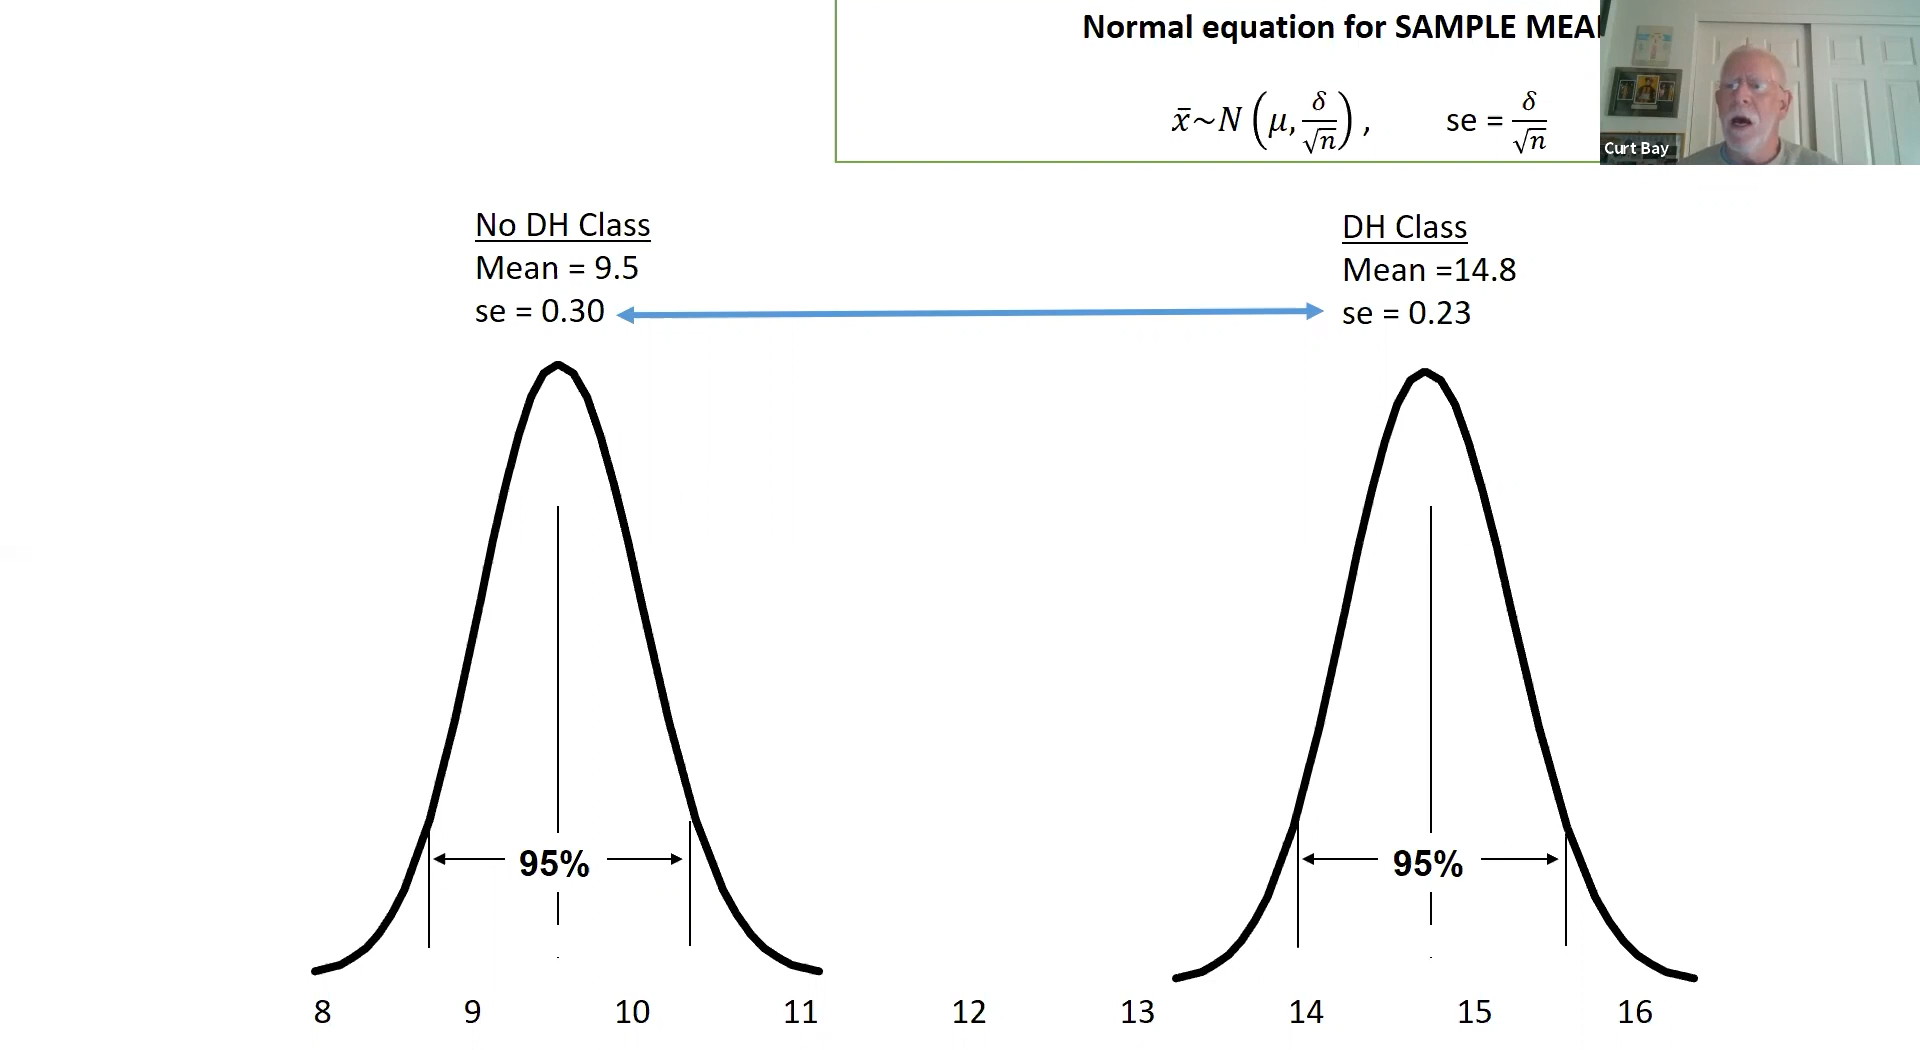 Normal equation for SAMPLE MEA
x̄~N (μ, δ/√n) , se = δ/√n
Curt Bay
No DH Class
Mean = 9.5
se = 0.30
DH Class
Mean =14.8
se = 0.23
95%
95%
8 9 10 11 12 13 14 15 16